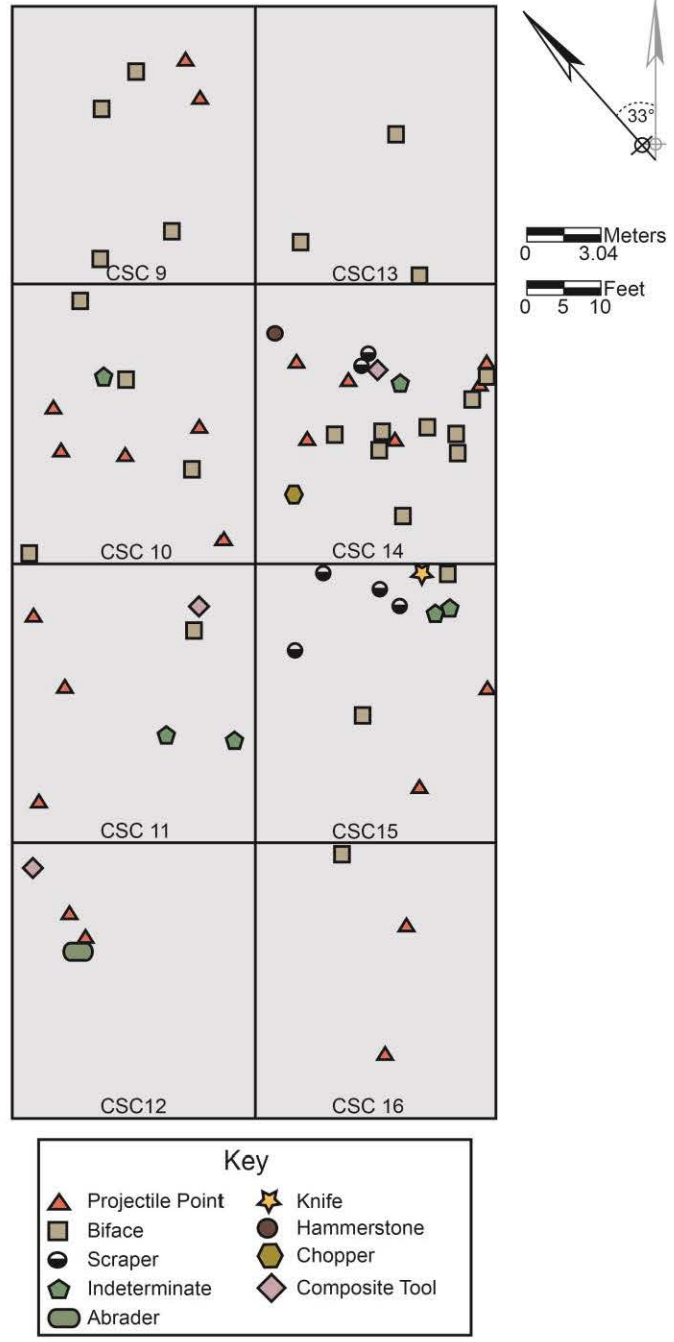 33°
Meters
0 3.04
Feet
0 5 10
CSC 9
CSC13
CSC 10
CSC 14
CSC 11
CSC15
CSC12
CSC 16
Key
Projectile Point
Knife
Biface
Hammerstone
Scraper
Chopper
Indeterminate
Composite Tool
Abrader